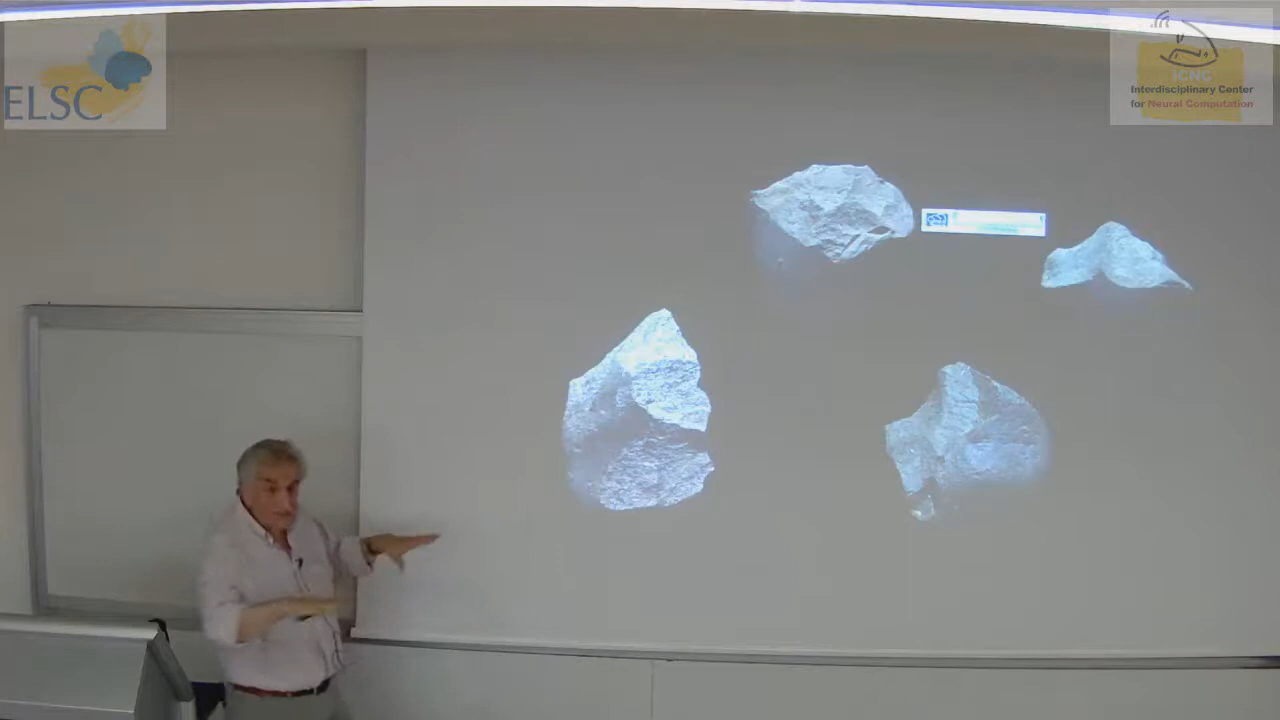 ELSC
ICNC
Interdisciplinary Center
for Neural Computation